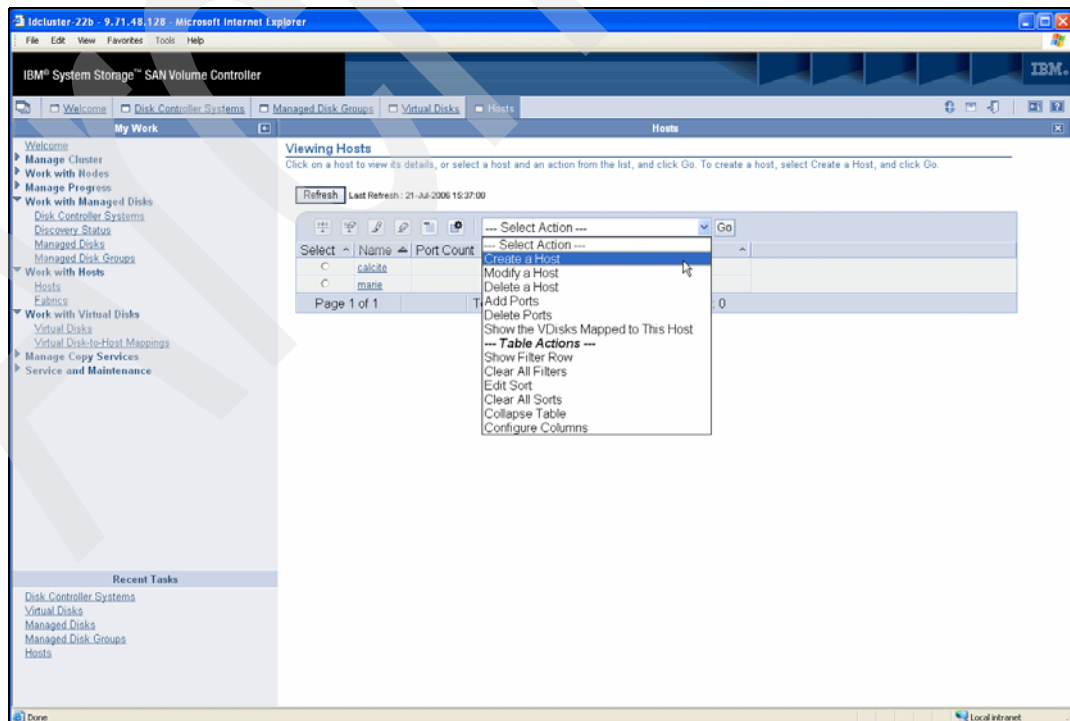 ldcluster-22b - 9.71.48.128 - Microsoft Internet Explorer
File Edit View Favorites Tools Help
IBM® System Storage™ SAN Volume Controller
IBM.
Welcome Disk Controller Systems Managed Disk Groups Virtual Disks Hosts
My Work
Hosts
Welcome
Manage Cluster
Work with Nodes
Manage Progress
Work with Managed Disks
Disk Controller Systems
Discovery Status
Managed Disks
Managed Disk Groups
Work with Hosts
Hosts
Fabrics
Work with Virtual Disks
Virtual Disks
Virtual Disk-to-Host Mappings
Manage Copy Services
Service and Maintenance
Recent Tasks
Disk Controller Systems
Virtual Disks
Managed Disks
Managed Disk Groups
Hosts
Viewing Hosts
Click on a host to view its details, or select a host and an action from the list, and click Go. To create a host, select Create a Host, and click Go.
Refresh Last Refresh : 21-Jul-2006 15:37:00
--- Select Action --- Go
Select Name Port Count
calcite
marie
Page 1 of 1 : 0
--- Select Action ---
Create a Host
Modify a Host
Delete a Host
Add Ports
Delete Ports
Show the VDisks Mapped to This Host
--- Table Actions ---
Show Filter Row
Clear All Filters
Edit Sort
Clear All Sorts
Collapse Table
Configure Columns
Done
Local intranet